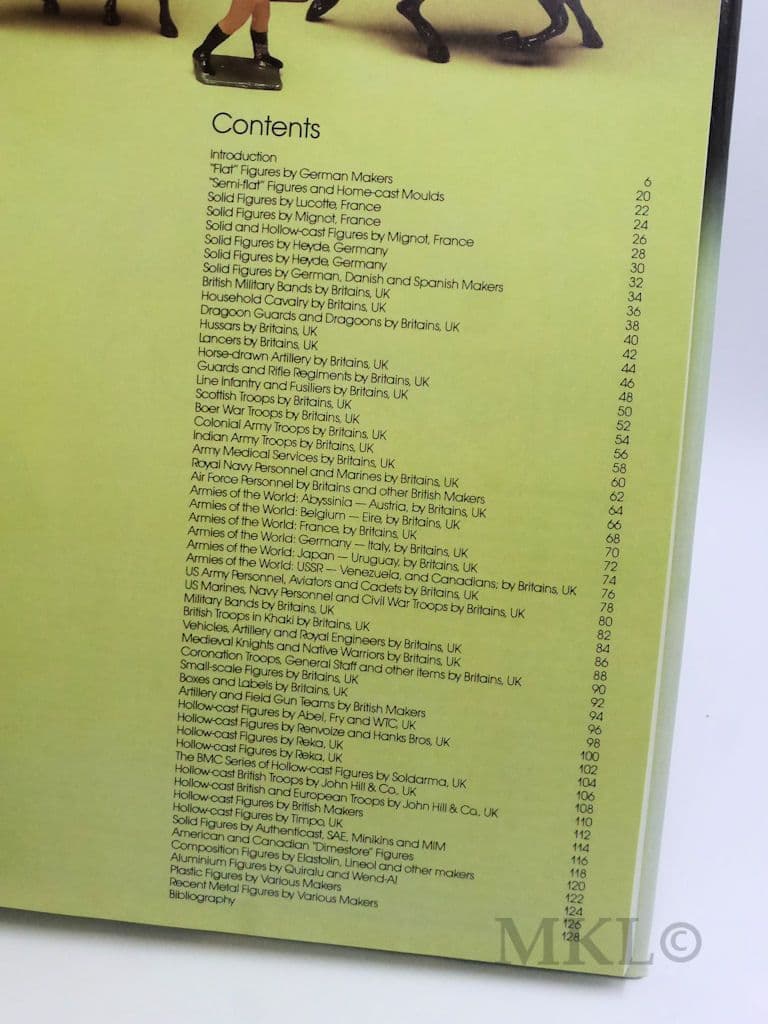 Contents
Introduction 6
"Flat" Figures by German Makers 20
"Semi-flat" Figures and Home-cast Moulds 22
Solid Figures by Lucotte, France 24
Solid Figures by Mignot, France 26
Solid and Hollow-cast Figures by Mignot, France 28
Solid Figures by Heyde, Germany 30
Solid Figures by Heyde, Germany 32
Solid Figures by German, Danish and Spanish Makers 34
British Military Bands by Britains, UK 36
Household Cavalry by Britains, UK 38
Dragoon Guards and Dragoons by Britains, UK 40
Hussars by Britains, UK 42
Lancers by Britains, UK 44
Horse-drawn Artillery by Britains, UK 46
Guards and Rifle Regiments by Britains, UK 48
Line Infantry and Fusiliers by Britains, UK 50
Scottish Troops by Britains, UK 52
Boer War Troops by Britains, UK 54
Colonial Army Troops by Britains, UK 56
Indian Army Troops by Britains, UK 58
Army Medical Services by Britains, UK 60
Royal Navy Personnel and Marines by Britains, UK 62
Air Force Personnel by Britains and other British Makers 64
Armies of the World: Abyssinia — Austria, by Britains, UK 66
Armies of the World: Belgium — Eire, by Britains, UK 68
Armies of the World: France, by Britains, UK 70
Armies of the World: Germany — Italy, by Britains, UK 72
Armies of the World: Japan — Uruguay, by Britains, UK 74
Armies of the World: USSR — Venezuela, and Canadians; by Britains, UK 76
US Army Personnel, Aviators and Cadets by Britains, UK 78
US Marines, Navy Personnel and Civil War Troops by Britains, UK 80
Military Bands by Britains, UK 82
British Troops in Khaki by Britains, UK 84
Vehicles, Artillery and Royal Engineers by Britains, UK 86
Medieval Knights and Native Warriors by Britains, UK 88
Coronation Troops, General Staff and other items by Britains, UK 90
Small-scale Figures by Britains, UK 92
Boxes and Labels by Britains, UK 94
Artillery and Field Gun Teams by British Makers 96
Hollow-cast Figures by Abel, Fry and WTC, UK 98
Hollow-cast Figures by Renvoize and Hanks Bros, UK 100
Hollow-cast Figures by Reka, UK 102
Hollow-cast Figures by Reka, UK 104
The BMC Series of Hollow-cast Figures by Soldarma, UK 106
Hollow-cast British Troops by John Hill & Co., UK 108
Hollow-cast British and European Troops by John Hill & Co., UK 110
Hollow-cast Figures by British Makers 112
Hollow-cast Figures by Timpo, UK 114
Solid Figures by Authenticast, SAE, Minikins and MIM 116
American and Canadian "Dimestore" Figures 118
Composition Figures by Elastolin, Lineol and other makers 120
Aluminium Figures by Quiralu and Wend-Al 122
Plastic Figures by Various Makers 124
Recent Metal Figures by Various Makers 126
Bibliography 128
MKL©